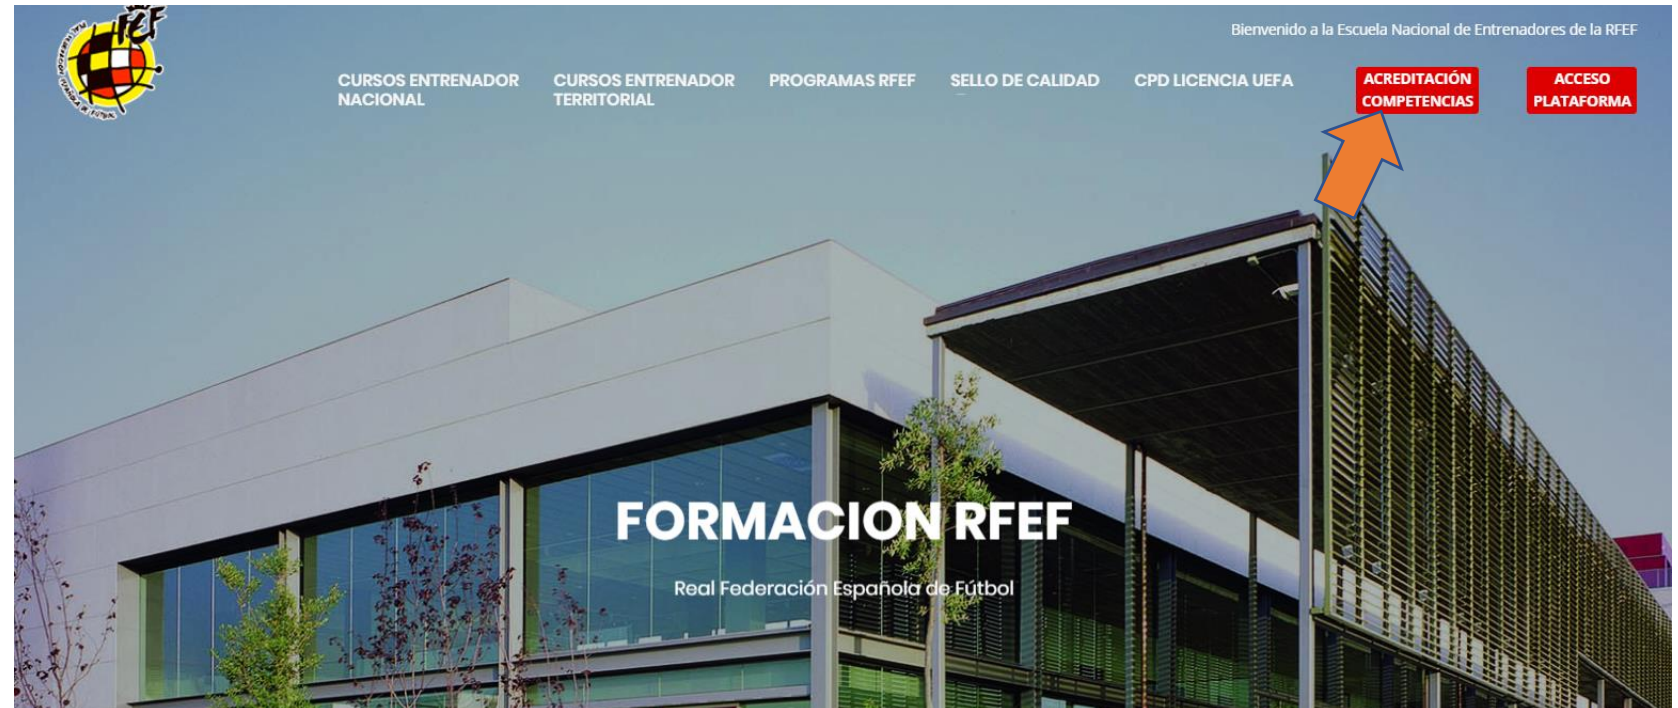 Bienvenido a la Escuela Nacional de Entrenadores de la RFEF
CURSOS ENTRENADOR
NACIONAL
CURSOS ENTRENADOR
TERRITORIAL
PROGRAMAS RFEF
SELLO DE CALIDAD
CPD LICENCIA UEFA
ACREDITACIÓN
COMPETENCIAS
ACCESO
PLATAFORMA
FORMACION RFEF
Real Federación Española de Fútbol